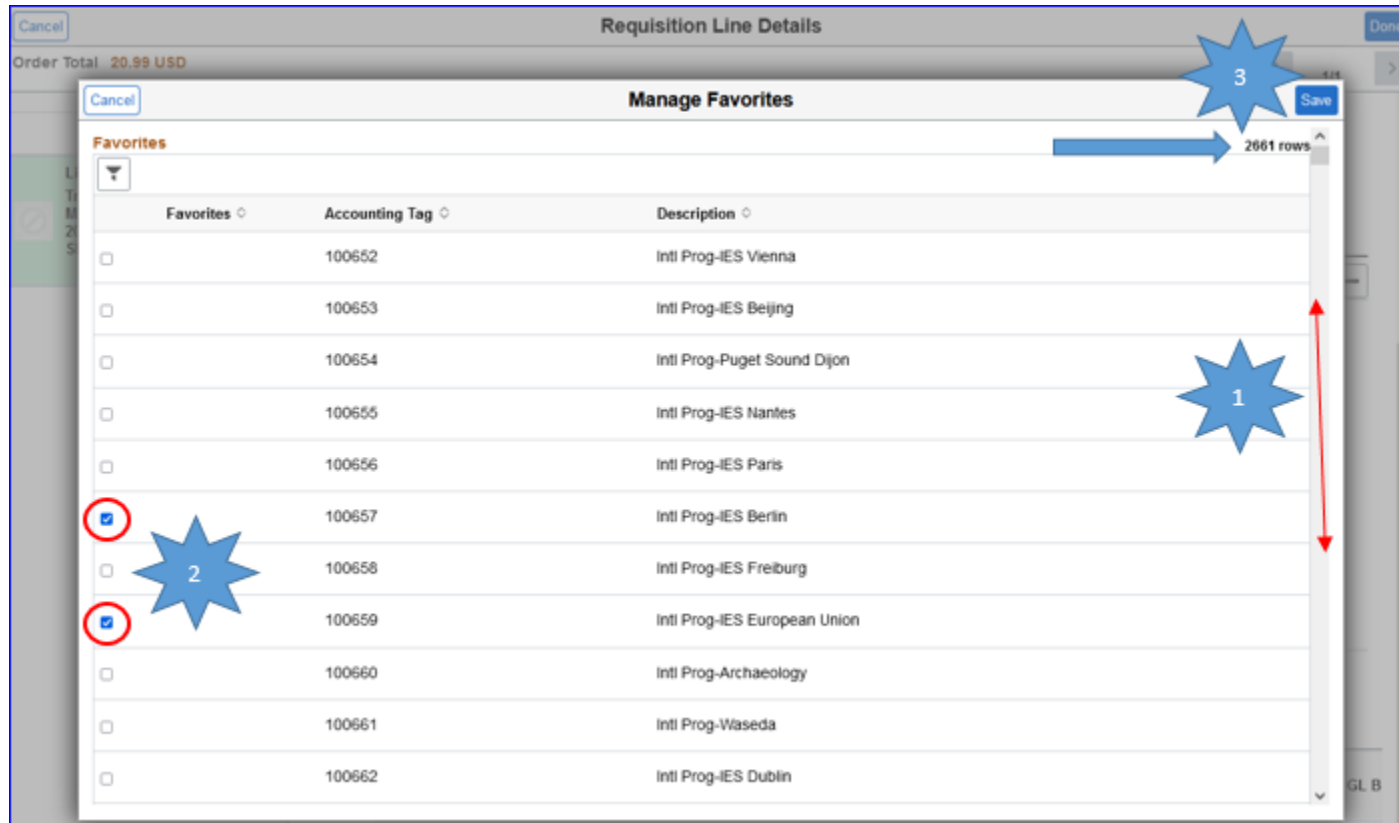 Cancel Requisition Line Details
Order Total 20.99 USD 3 1/1
Cancel Manage Favorites Save
Favorites
2661 rows
Favorites Accounting Tag Description
100652 Intl Prog-IES Vienna
100653 Intl Prog-IES Beijing
100654 Intl Prog-Puget Sound Dijon
100655 Intl Prog-IES Nantes
1
100656 Intl Prog-IES Paris
100657 Intl Prog-IES Berlin
2
100658 Intl Prog-IES Freiburg
100659 Intl Prog-IES European Union
100660 Intl Prog-Archaeology
100661 Intl Prog-Waseda
100662 Intl Prog-IES Dublin
GL B